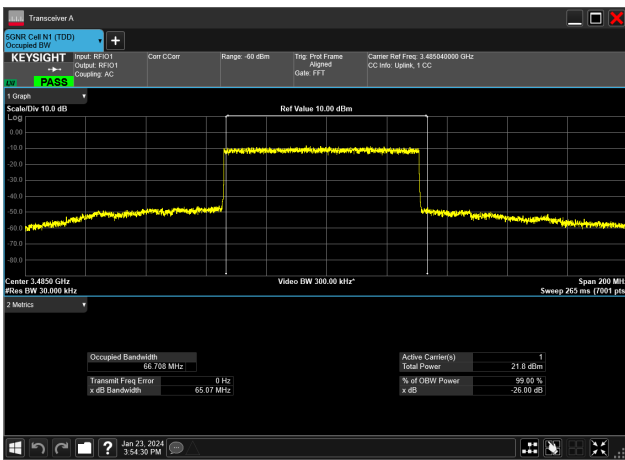 Transceiver A
5GNR Cell N1 (TDD)
Occupied BW
KEYSIGHT
Input: RFIO1
Output: RFIO1
Coupling: AC
Corr CCorr
Range: -60 dBm
Trig: Prot Frame
Aligned
Gate: FFT
Carrier Ref Freq: 3.485040000 GHz
CC Info: Uplink, 1 CC
PASS
1 Graph
Scale/Div 10.0 dB
Ref Value 10.00 dBm
Log
0.00
-10.0
-20.0
-30.0
-40.0
-50.0
-60.0
-70.0
-80.0
Center 3.4850 GHz
Video BW 300.00 kHz*
Span 200 MHz
#Res BW 30.000 kHz
Sweep 265 ms (7001 pts
2 Metrics
Occupied Bandwidth
66.708 MHz
Active Carrier(s) 1
Total Power 21.8 dBm
Transmit Freq Error 0 Hz
x dB Bandwidth 65.07 MHz
% of OBW Power 99.00 %
x dB -26.00 dB
Jan 23, 2024
3:54:30 PM